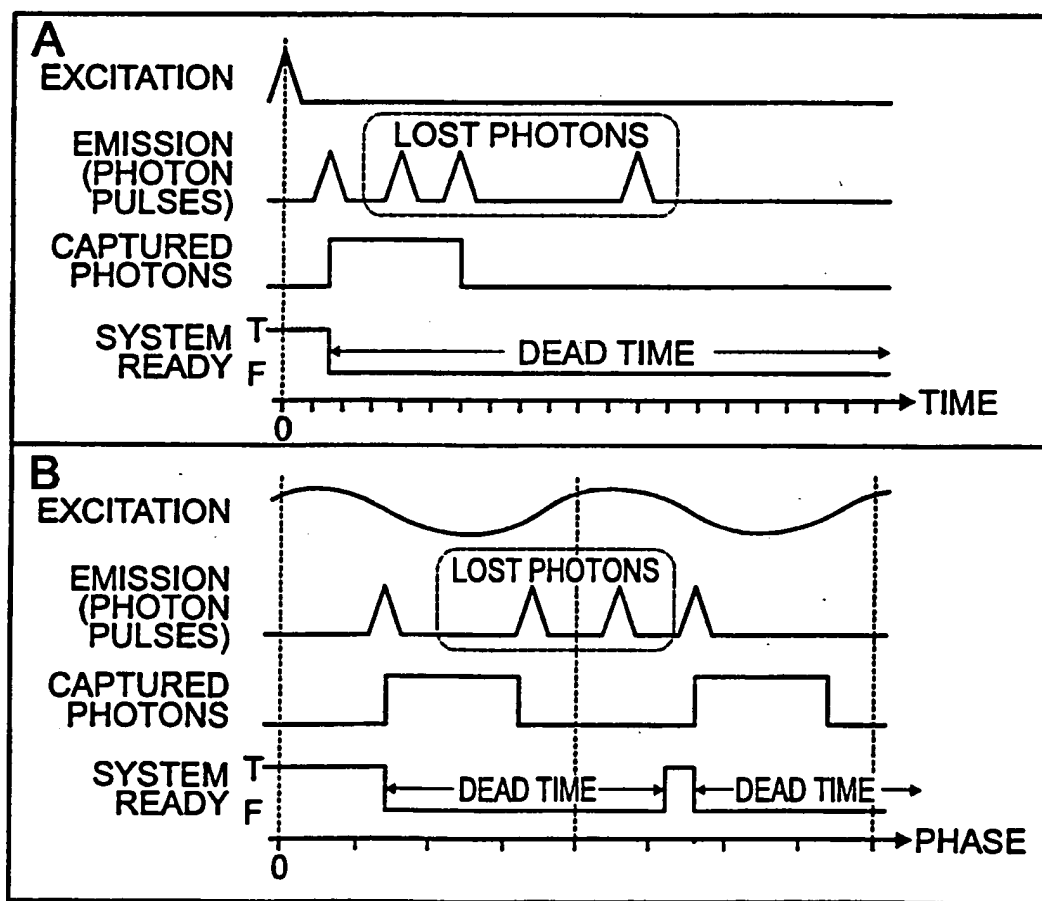 A
EXCITATION
EMISSION
(PHOTON
PULSES)
LOST PHOTONS
CAPTURED
PHOTONS
SYSTEM
READY
T
F
DEAD TIME
0
TIME
B
EXCITATION
EMISSION
(PHOTON
PULSES)
LOST PHOTONS
CAPTURED
PHOTONS
SYSTEM
READY
T
F
DEAD TIME
DEAD TIME
0
PHASE